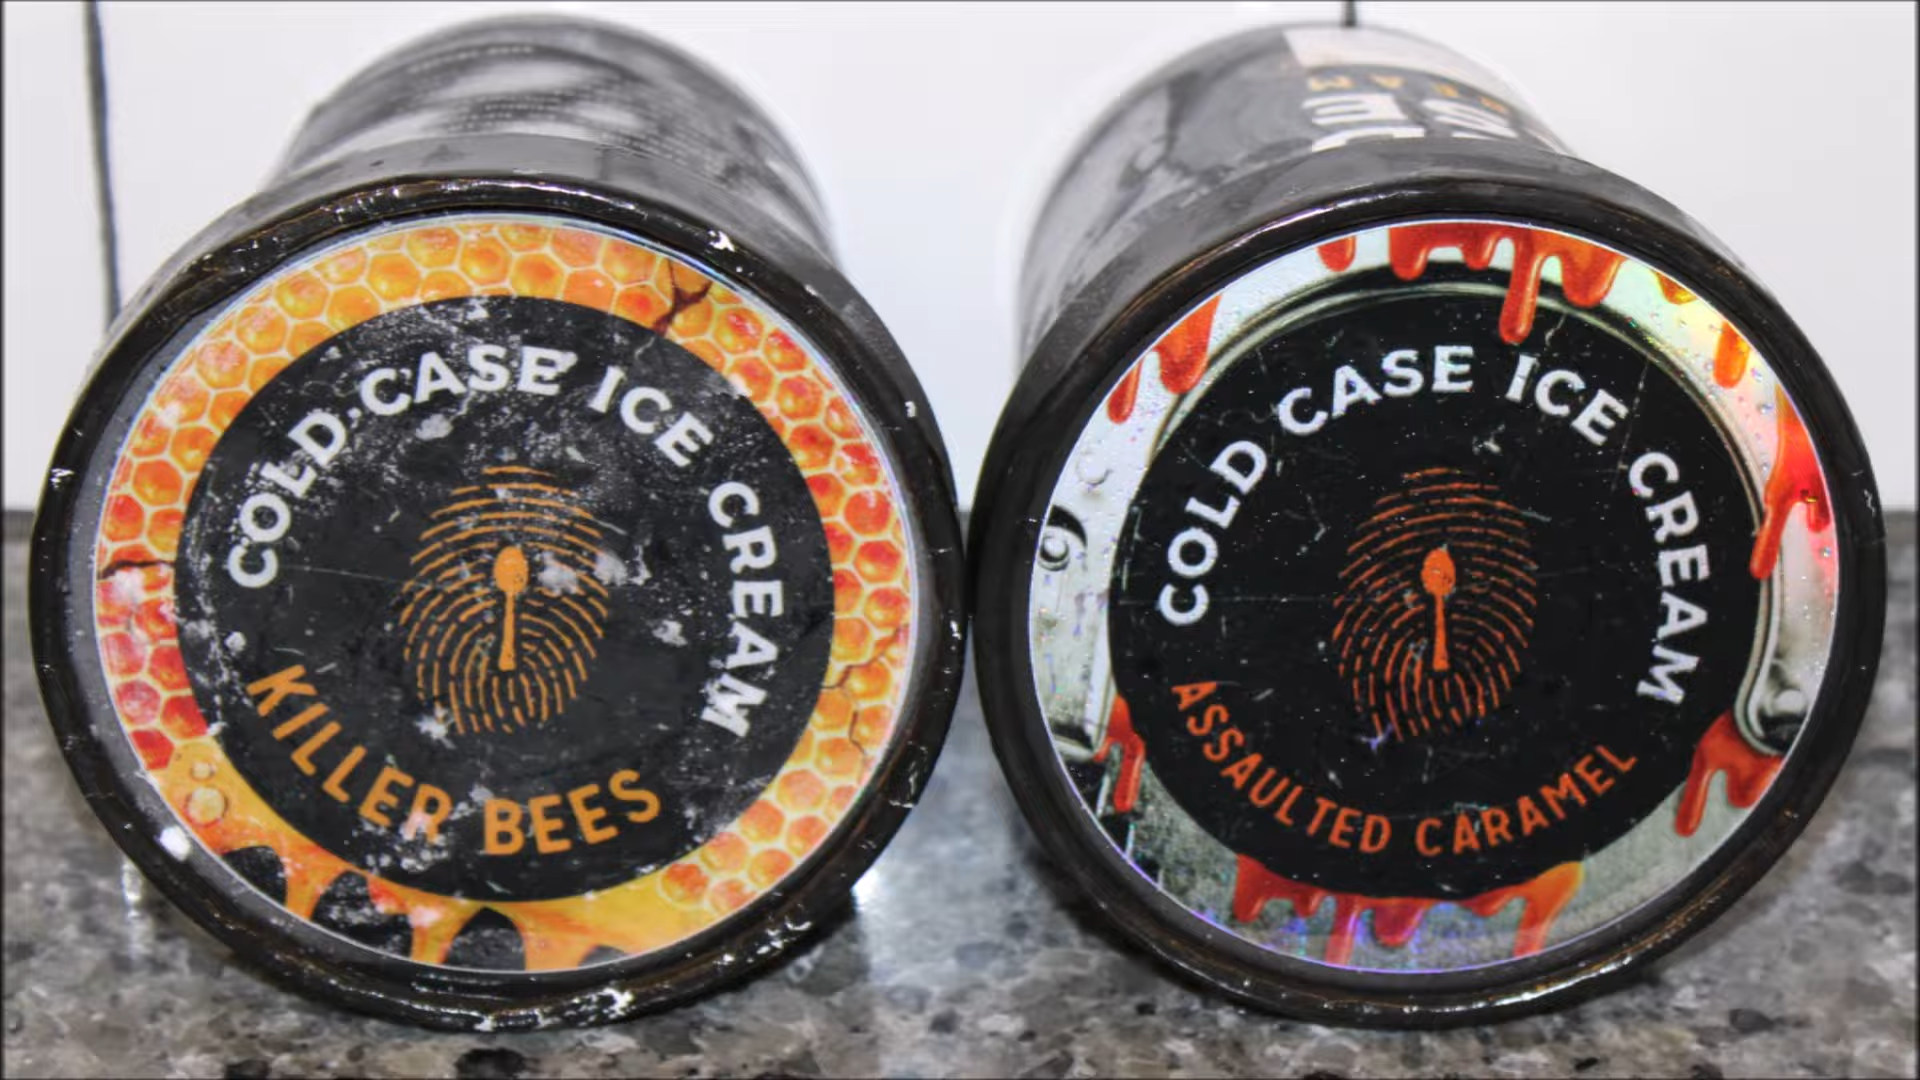 COLD CASE ICE CREAM
KILLER BEES
COLD CASE ICE CREAM
ASSAULTED CARAMEL